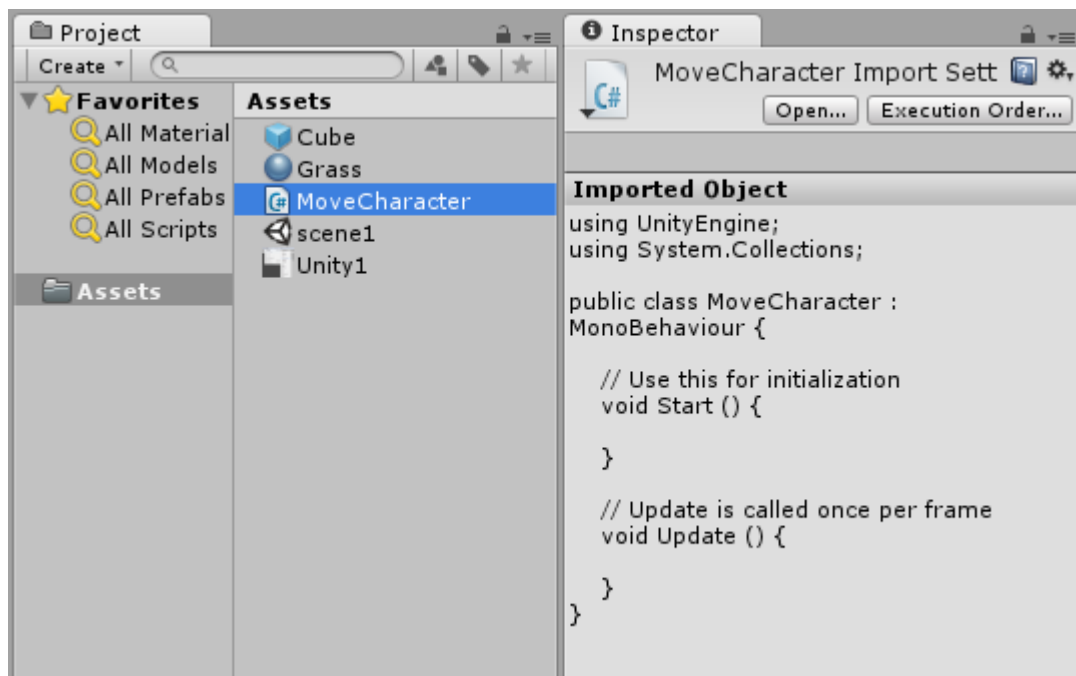 Project
Create
Favorites
All Material
All Models
All Prefabs
All Scripts
Assets
Assets
Cube
Grass
MoveCharacter
scene1
Unity1
Inspector
C#
MoveCharacter Import Sett
Open... Execution Order...
Imported Object
using UnityEngine;
using System.Collections;
public class MoveCharacter :
MonoBehaviour {
// Use this for initialization
void Start () {
}
// Update is called once per frame
void Update () {
}
}